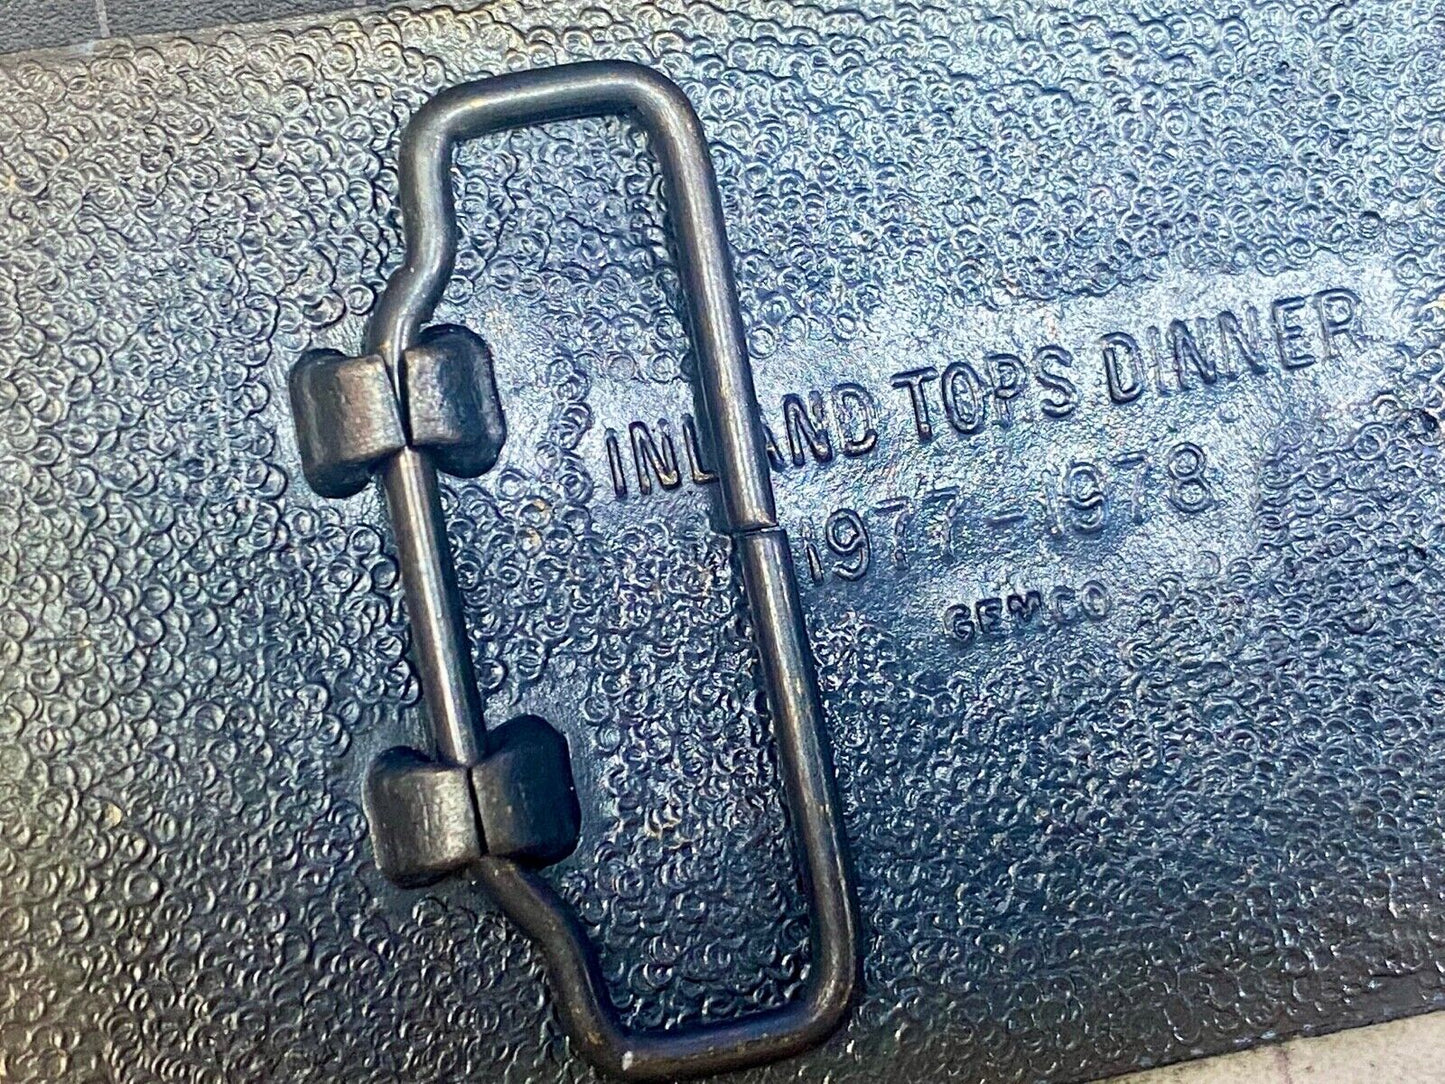 INLAND TOPS DINNER
1977-1978
GEMCO